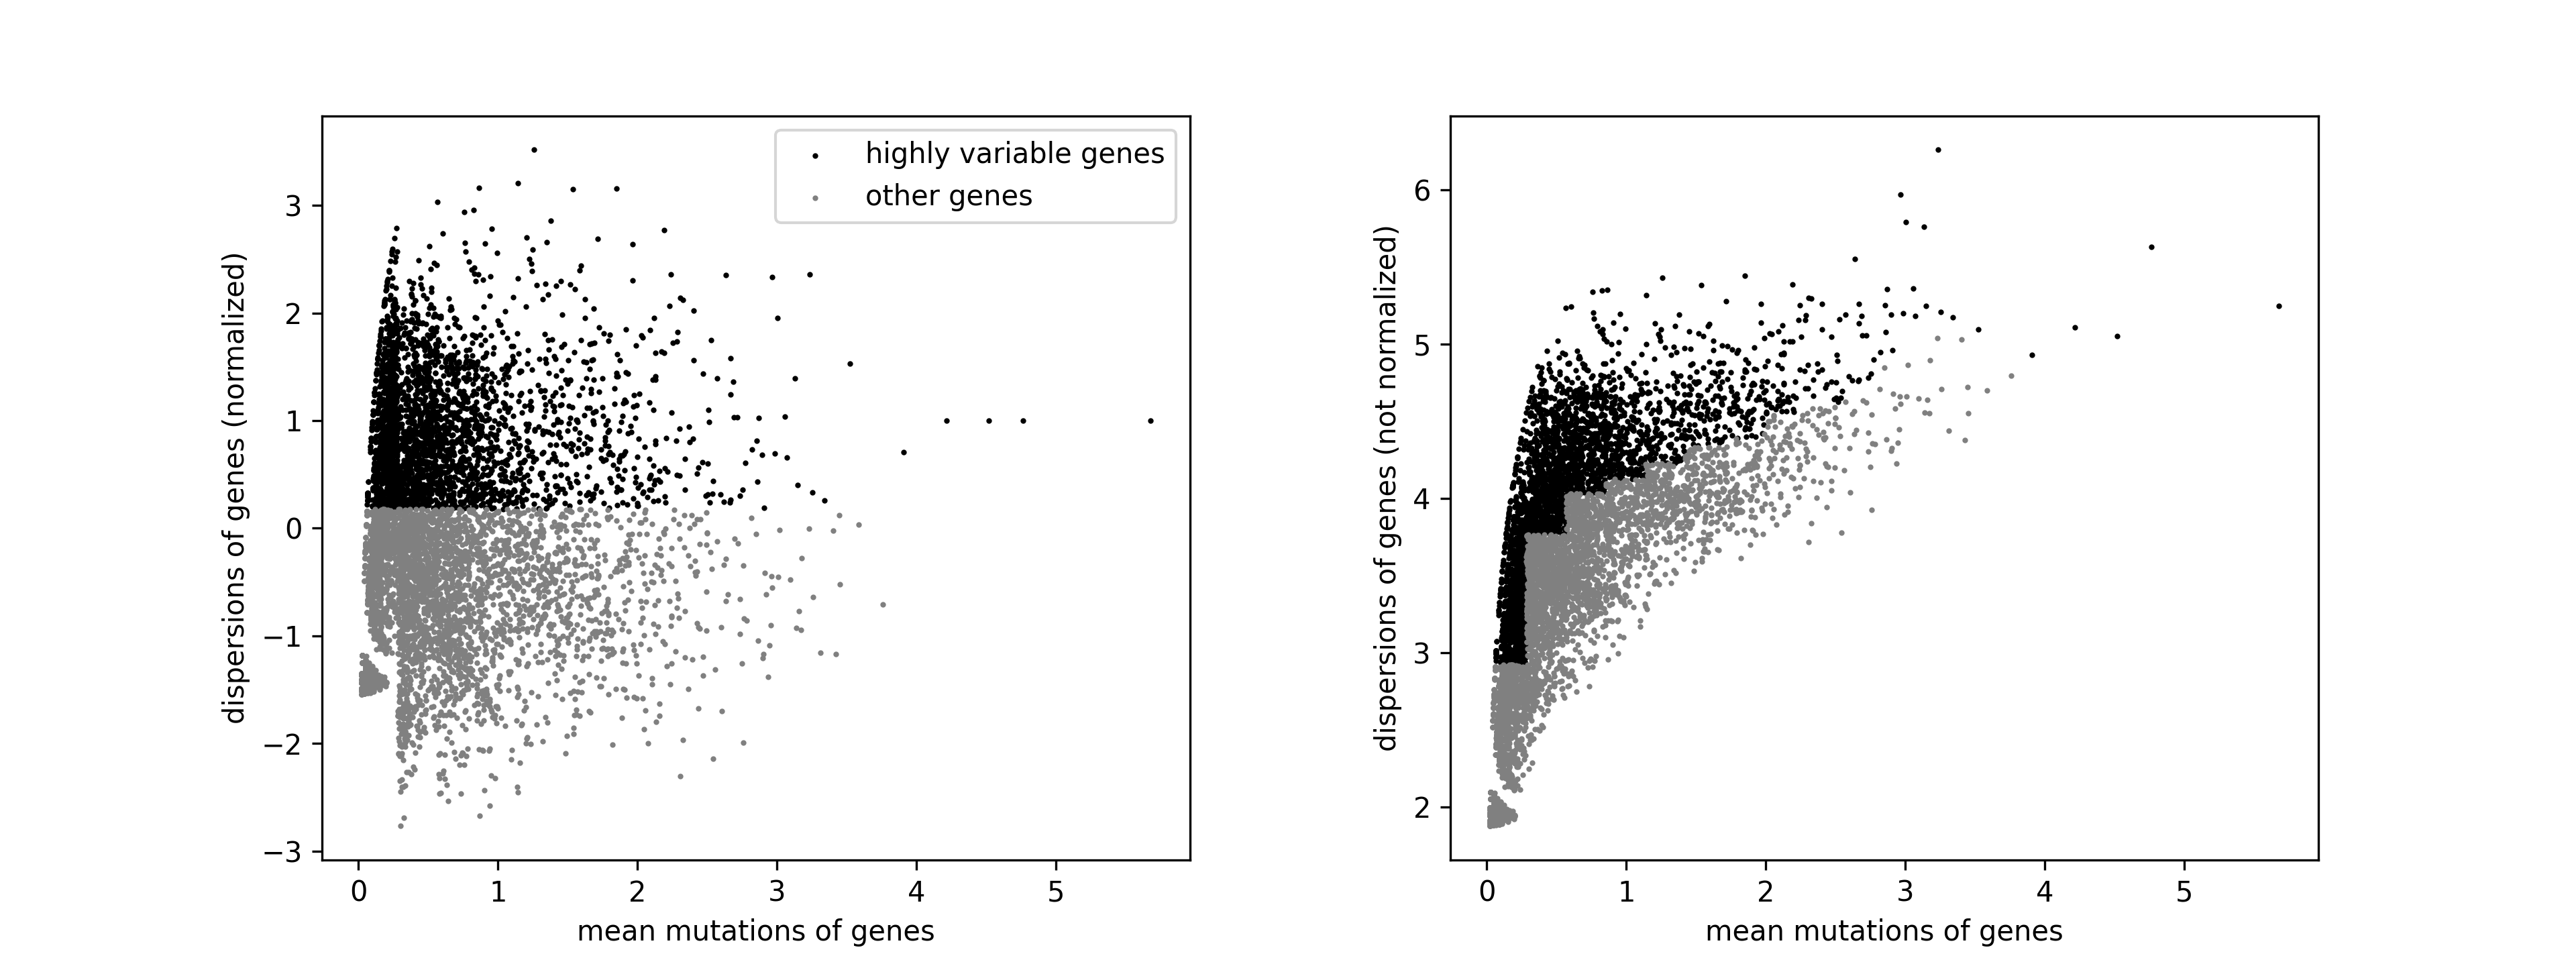 highly variable genes
other genes
dispersions of genes (normalized)
3
2
1
0
−1
−2
−3
0 1 2 3 4 5
mean mutations of genes
dispersions of genes (not normalized)
6
5
4
3
2
0 1 2 3 4 5
mean mutations of genes